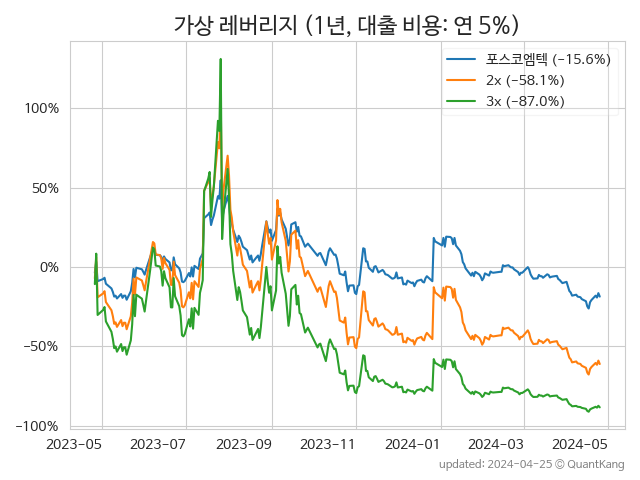 가상 레버리지 (1년, 대출 비용: 연 5%)
포스코엠텍 (−15.6%)
2x (−58.1%)
3x (−87.0%)
100%
50%
0%
−50%
−100%
2023-05 2023-07 2023-09 2023-11 2024-01 2024-03 2024-05
updated: 2024-04-25 © QuantKang